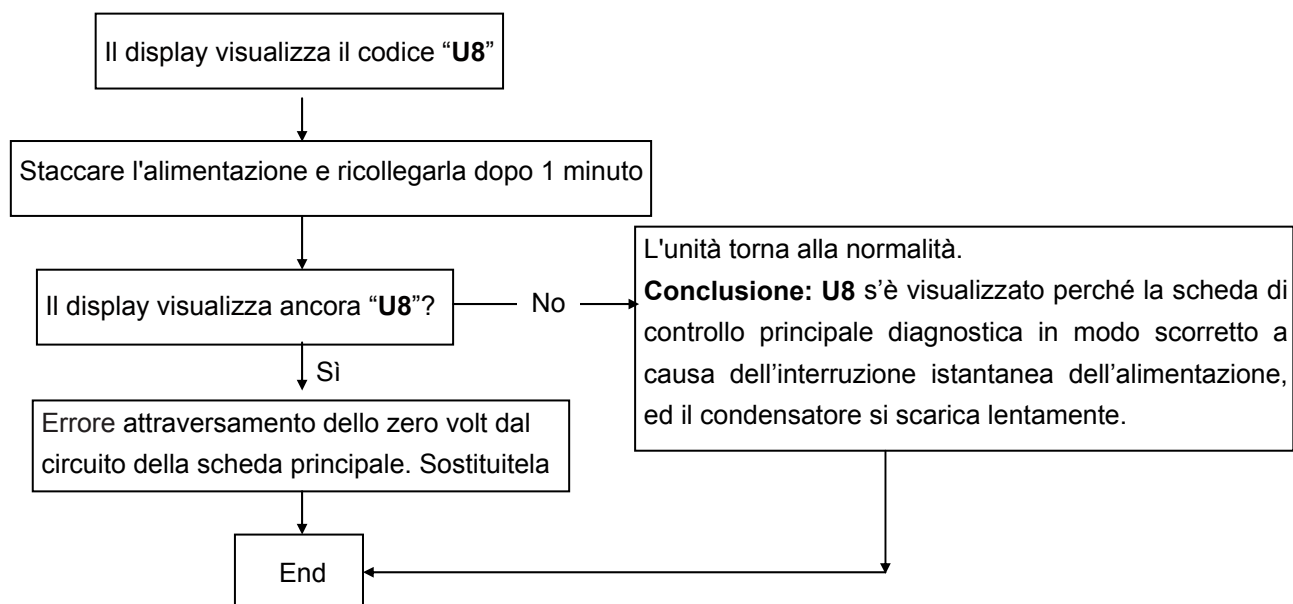 Il display visualizza il codice “U8”
Staccare l'alimentazione e ricollegarla dopo 1 minuto
Il display visualizza ancora “U8”?
No
L'unità torna alla normalità.
Conclusione: U8 s’è visualizzato perché la scheda di
controllo principale diagnostica in modo scorretto a
causa dell’interruzione istantanea dell’alimentazione,
ed il condensatore si scarica lentamente.
Sì
Errore attraversamento dello zero volt dal
circuito della scheda principale. Sostituitela
End